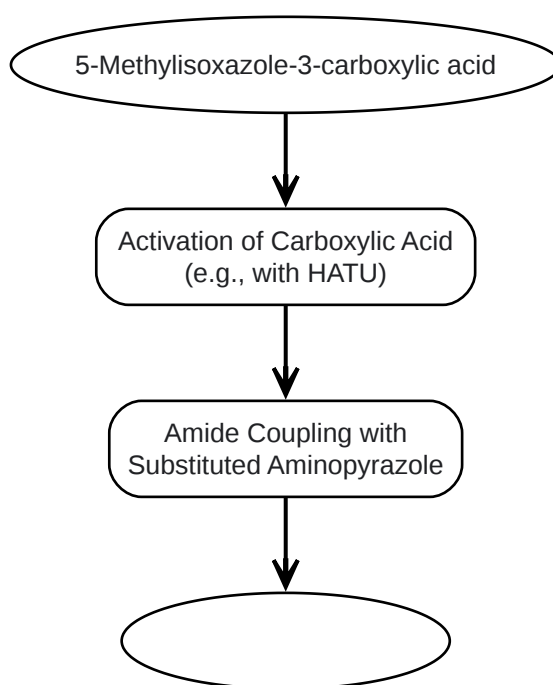 5-Methylisoxazole-3-carboxylic acid
Activation of Carboxylic Acid
(e.g., with HATU)
Amide Coupling with
Substituted Aminopyrazole